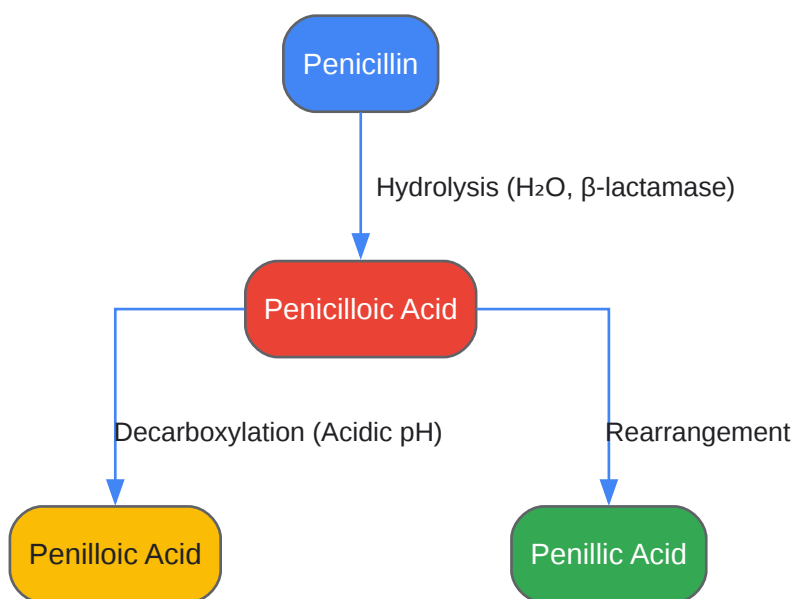 Penicillin
Hydrolysis (H₂O, β-lactamase)
Penicilloic Acid
Decarboxylation (Acidic pH)
Rearrangement
Penilloic Acid
Penillic Acid